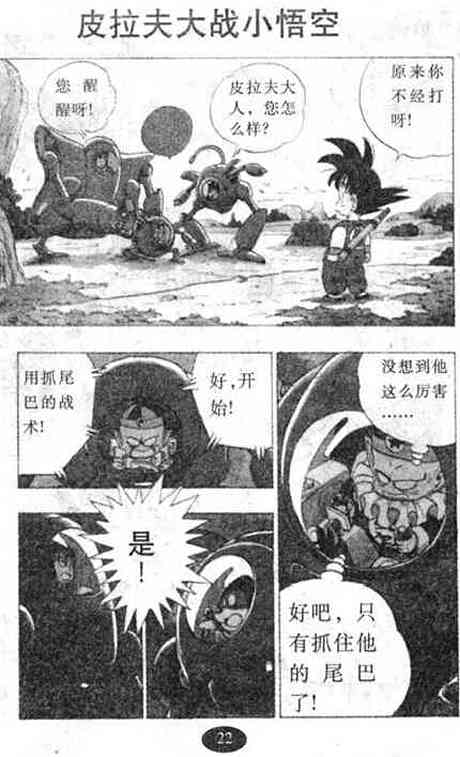 皮拉夫大战小悟空
您醒
醒呀!
皮拉夫大
人，您怎
么样?
原来你
不经打
呀!
用抓尾
巴的战
术!
好,开
始!
没想到他
这么厉害
……
是!
好吧，只
有抓住他
的尾巴
了!
22